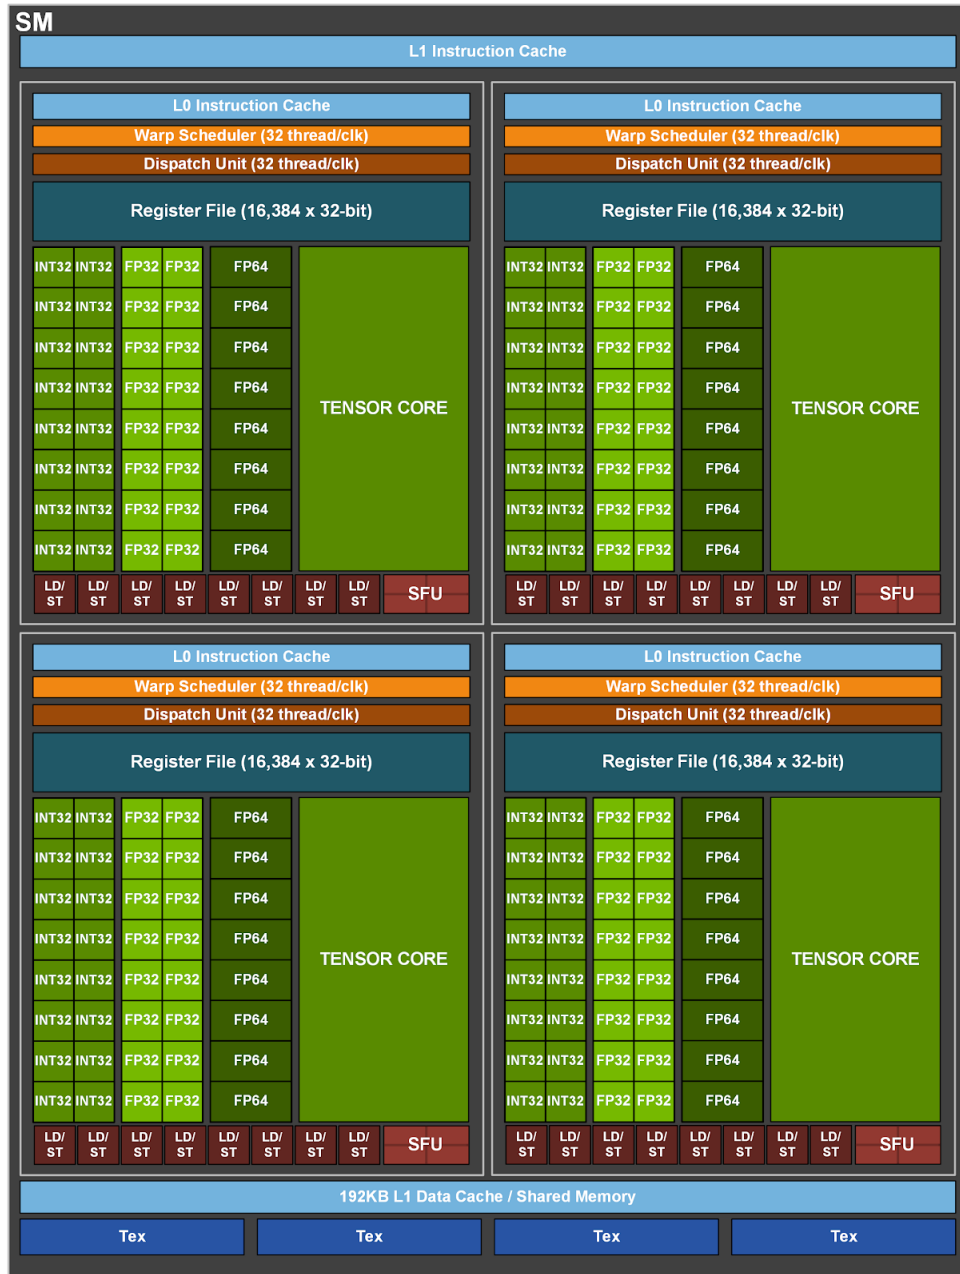 SM
L1 Instruction Cache
L0 Instruction Cache
Warp Scheduler (32 thread/clk)
Dispatch Unit (32 thread/clk)
Register File (16,384 x 32-bit)
INT32 INT32 FP32 FP32 FP64
INT32 INT32 FP32 FP32 FP64
INT32 INT32 FP32 FP32 FP64
INT32 INT32 FP32 FP32 FP64
TENSOR CORE
INT32 INT32 FP32 FP32 FP64
INT32 INT32 FP32 FP32 FP64
INT32 INT32 FP32 FP32 FP64
INT32 INT32 FP32 FP32 FP64
LD/ LD/ LD/ LD/ LD/ LD/ LD/ LD/
ST ST ST ST ST ST ST ST
SFU
L0 Instruction Cache
Warp Scheduler (32 thread/clk)
Dispatch Unit (32 thread/clk)
Register File (16,384 x 32-bit)
INT32 INT32 FP32 FP32 FP64
INT32 INT32 FP32 FP32 FP64
INT32 INT32 FP32 FP32 FP64
INT32 INT32 FP32 FP32 FP64
TENSOR CORE
INT32 INT32 FP32 FP32 FP64
INT32 INT32 FP32 FP32 FP64
INT32 INT32 FP32 FP32 FP64
INT32 INT32 FP32 FP32 FP64
LD/ LD/ LD/ LD/ LD/ LD/ LD/ LD/
ST ST ST ST ST ST ST ST
SFU
L0 Instruction Cache
Warp Scheduler (32 thread/clk)
Dispatch Unit (32 thread/clk)
Register File (16,384 x 32-bit)
INT32 INT32 FP32 FP32 FP64
INT32 INT32 FP32 FP32 FP64
INT32 INT32 FP32 FP32 FP64
INT32 INT32 FP32 FP32 FP64
TENSOR CORE
INT32 INT32 FP32 FP32 FP64
INT32 INT32 FP32 FP32 FP64
INT32 INT32 FP32 FP32 FP64
INT32 INT32 FP32 FP32 FP64
LD/ LD/ LD/ LD/ LD/ LD/ LD/ LD/
ST ST ST ST ST ST ST ST
SFU
L0 Instruction Cache
Warp Scheduler (32 thread/clk)
Dispatch Unit (32 thread/clk)
Register File (16,384 x 32-bit)
INT32 INT32 FP32 FP32 FP64
INT32 INT32 FP32 FP32 FP64
INT32 INT32 FP32 FP32 FP64
INT32 INT32 FP32 FP32 FP64
TENSOR CORE
INT32 INT32 FP32 FP32 FP64
INT32 INT32 FP32 FP32 FP64
INT32 INT32 FP32 FP32 FP64
INT32 INT32 FP32 FP32 FP64
LD/ LD/ LD/ LD/ LD/ LD/ LD/ LD/
ST ST ST ST ST ST ST ST
SFU
192KB L1 Data Cache / Shared Memory
Tex Tex Tex Tex